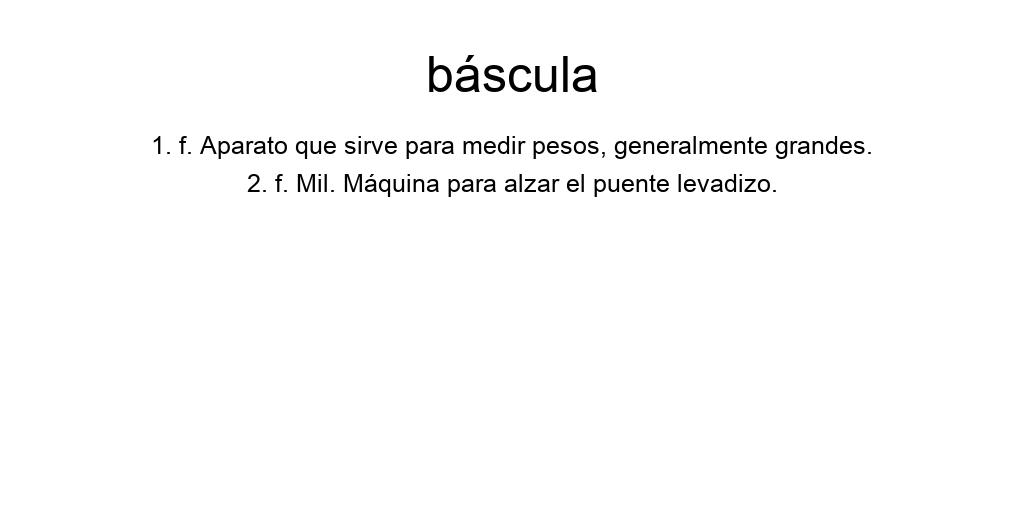 báscula
1. f. Aparato que sirve para medir pesos, generalmente grandes.
2. f. Mil. Máquina para alzar el puente levadizo.